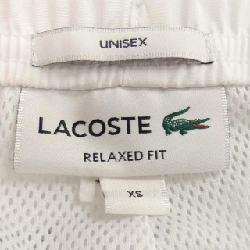 UNISEX
LACOSTE
RELAXED FIT
XS